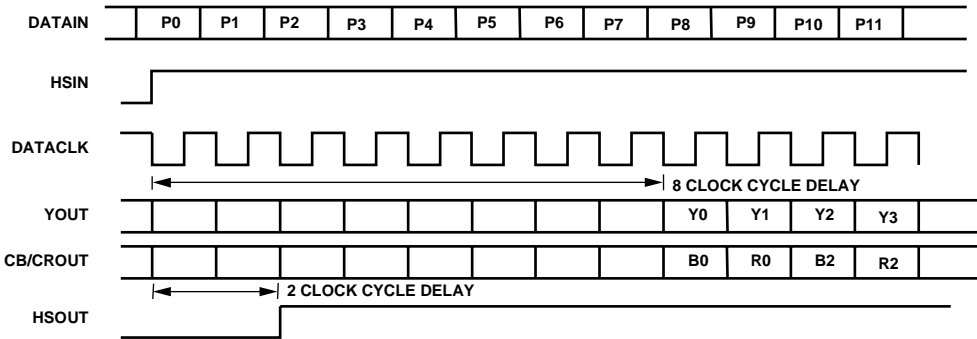 DATAIN P0 P1 P2 P3 P4 P5 P6 P7 P8 P9 P10 P11
HSIN
DATACLK
8 CLOCK CYCLE DELAY
YOUT Y0 Y1 Y2 Y3
CB/CROUT B0 R0 B2 R2
2 CLOCK CYCLE DELAY
HSOUT